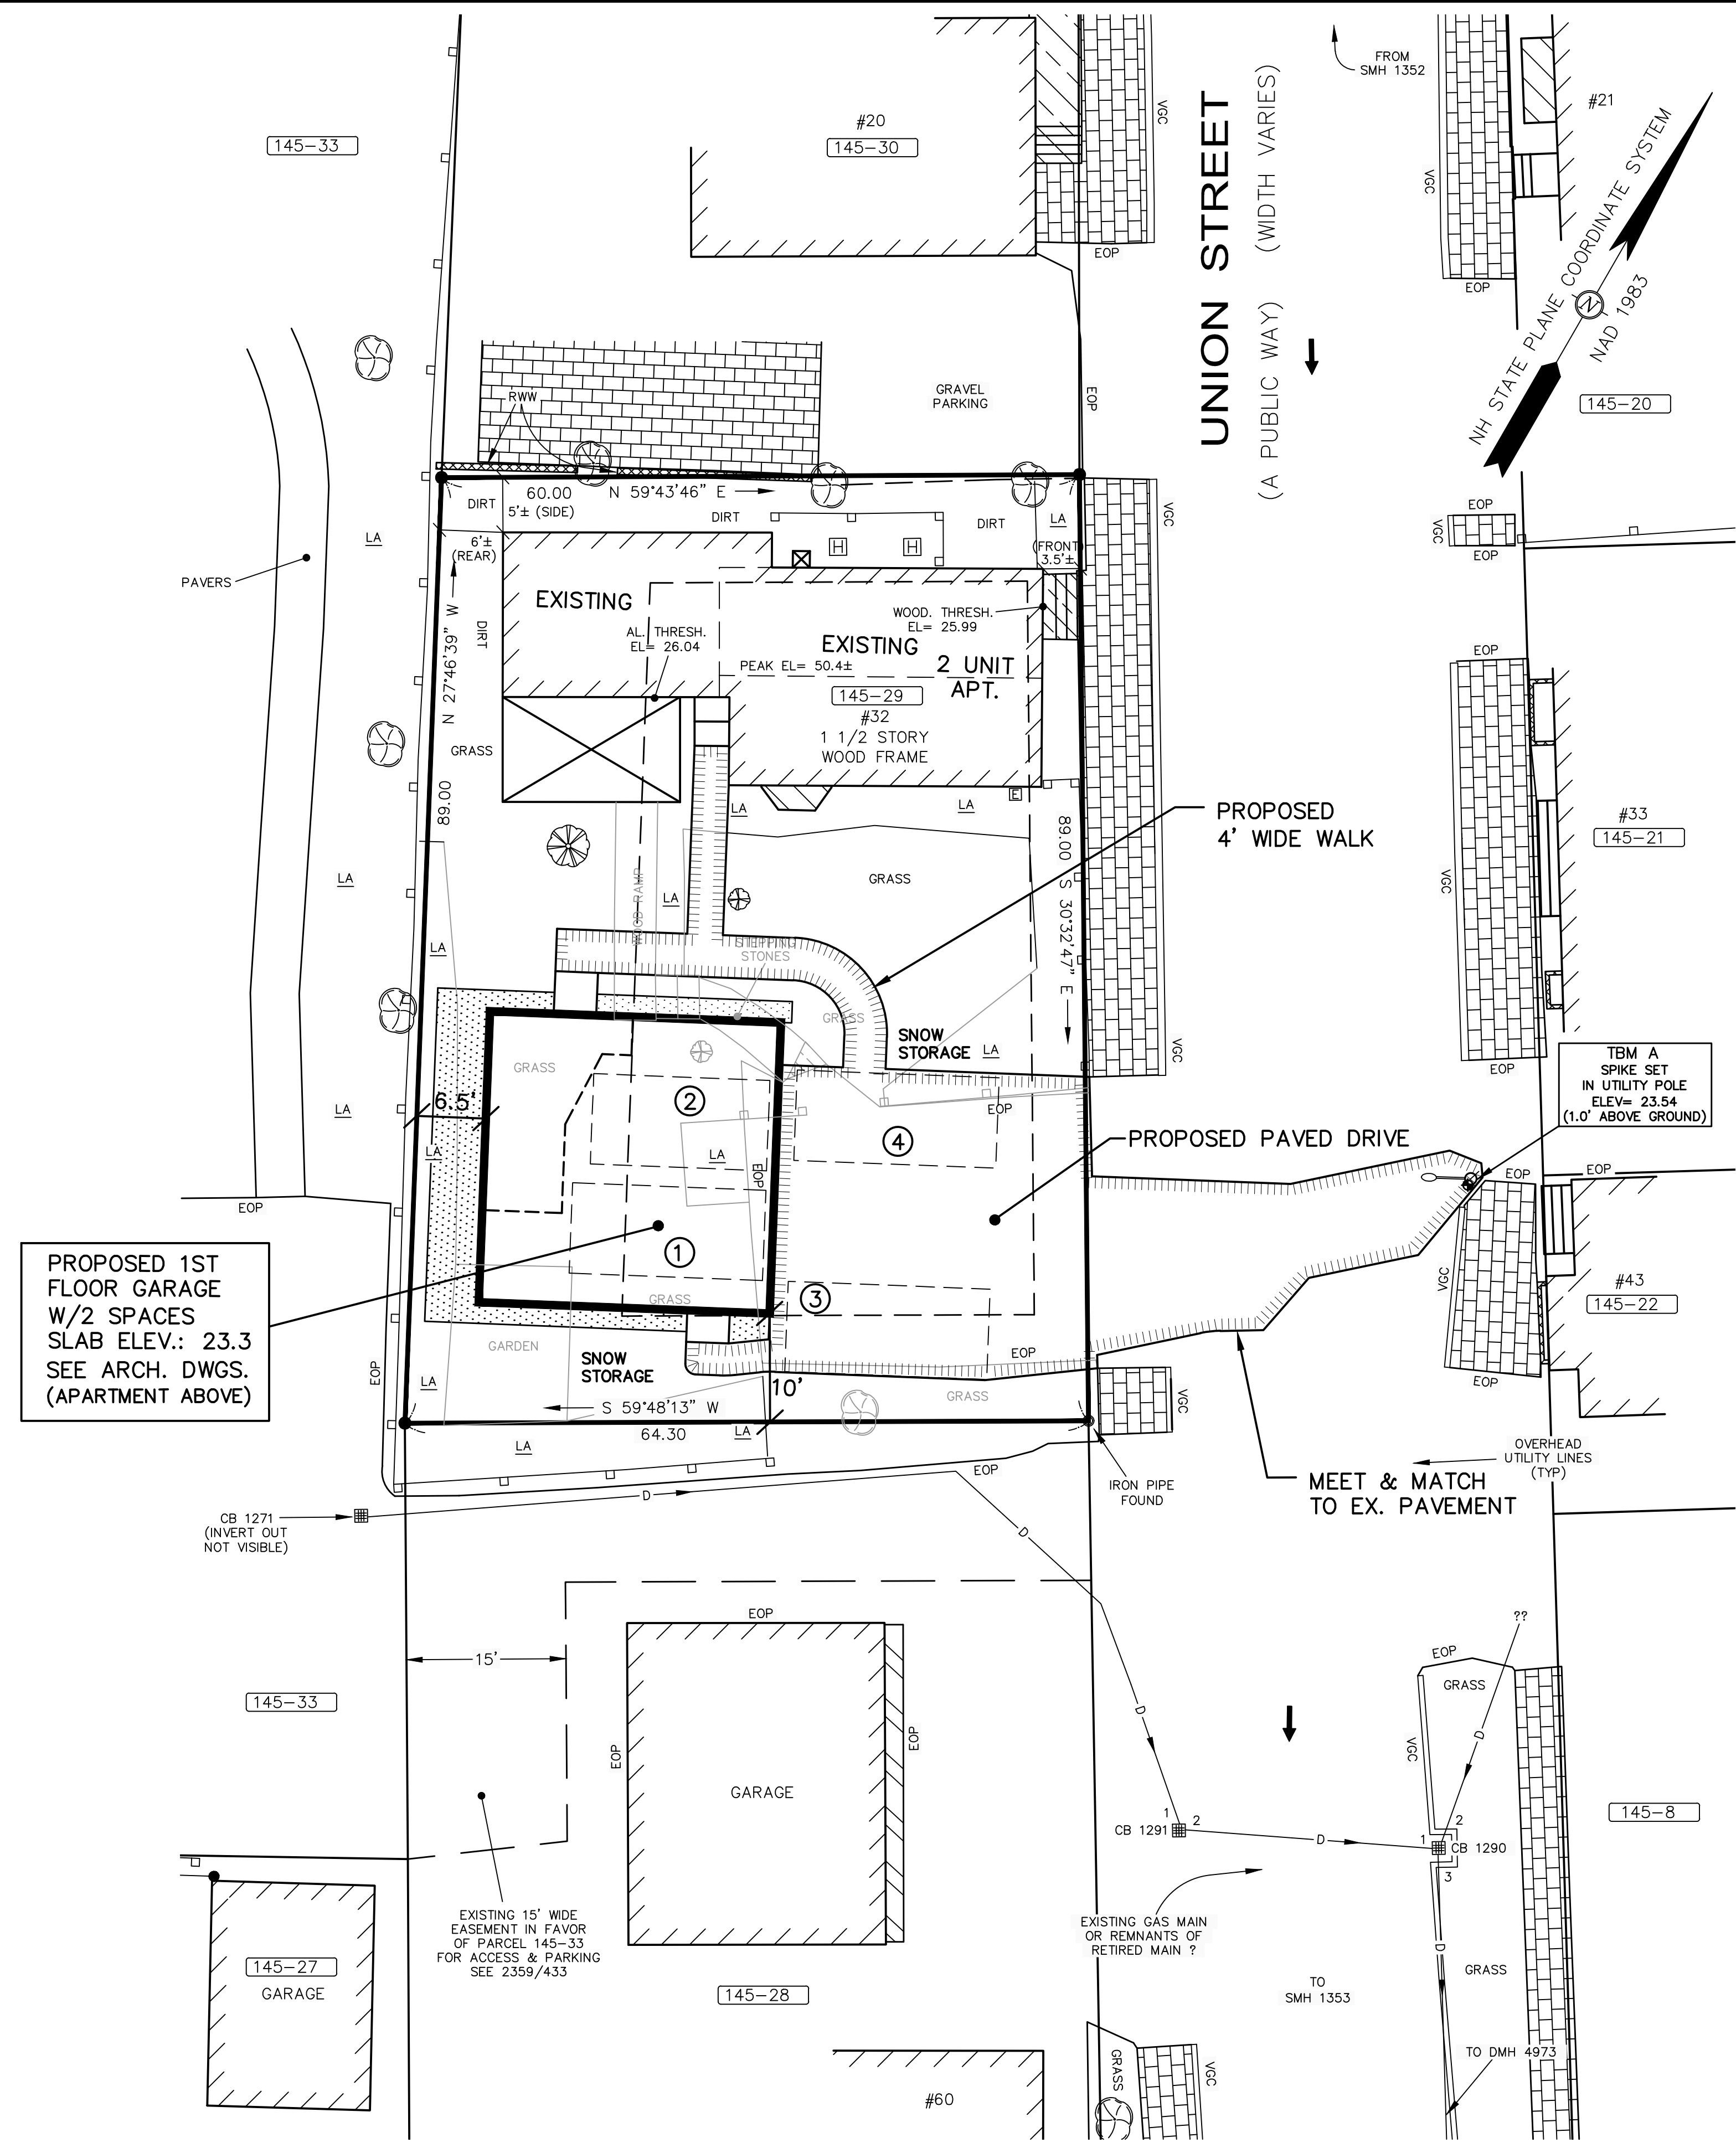 FROM
SMH 1352
#21
#20
145-30
145-33
VGC
UNION STREET
(A PUBLIC WAY) (WIDTH VARIES)
VGC
EOP
EOP
NH STATE PLANE COORDINATE SYSTEM
N
NAD 1983
145-20
GRAVEL
PARKING
EOP
RWW
60.00 N 59°43'46" E
DIRT
5'± (SIDE)
DIRT
DIRT
LA
VGC
EOP
VGC
EOP
LA
6'±
(REAR)
H
H
(FRONT)
3.5'±
PAVERS
EXISTING
WOOD. THRESH.
EL= 25.99
DIRT
N 27°46'39" W
AL. THRESH.
EL= 26.04
EXISTING
2 UNIT
APT.
PEAK EL= 50.4±
145-29
#32
1 1/2 STORY
WOOD FRAME
GRASS
EOP
89.00
LA
LA
E
PROPOSED
4' WIDE WALK
#33
145-21
89.00 S 30°32'47" E
GRASS
VGC
LA
LA
WOOD RAMP
LA
STEPPING
STONES
GRASS
SNOW
STORAGE
LA
VGC
GRASS
TBM A
SPIKE SET
IN UTILITY POLE
ELEV= 23.54
(1.0' ABOVE GROUND)
EOP
6.5'
2
EOP
LA
4
PROPOSED PAVED DRIVE
LA
LA
EOP
EOP
EOP
EOP
PROPOSED 1ST
FLOOR GARAGE
W/2 SPACES
SLAB ELEV.: 23.3
SEE ARCH. DWGS.
(APARTMENT ABOVE)
1
VGC
#43
145-22
GRASS
3
GARDEN
SNOW
STORAGE
EOP
EOP
EOP
LA
10'
GRASS
VGC
S 59°48'13" W
64.30
LA
LA
OVERHEAD
UTILITY LINES
(TYP)
EOP
IRON PIPE
FOUND
MEET & MATCH
TO EX. PAVEMENT
D
CB 1271
(INVERT OUT
NOT VISIBLE)
D
EOP
??
15'
EOP
GRASS
145-33
D
D
EOP
EOP
VGC
GARAGE
145-8
1
2
CB 1291
D
1
2
CB 1290
3
EXISTING 15' WIDE
EASEMENT IN FAVOR
OF PARCEL 145-33
FOR ACCESS & PARKING
SEE 2359/433
EXISTING GAS MAIN
OR REMNANTS OF
RETIRED MAIN ?
D
145-27
GARAGE
GRASS
145-28
TO
SMH 1353
TO DMH 4973
GRASS
VGC
#60